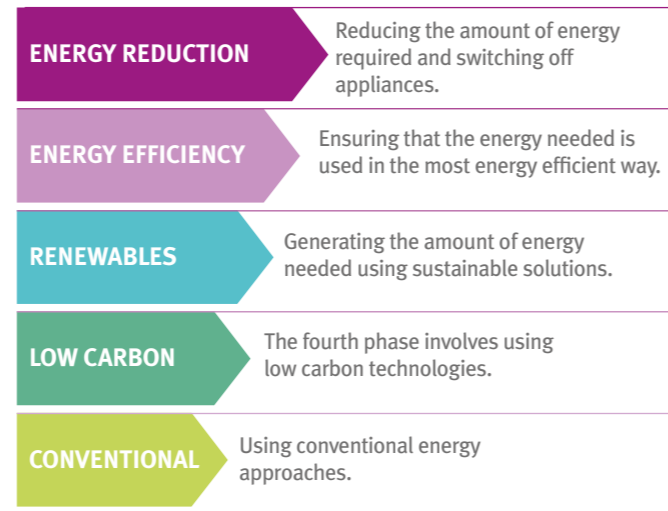 ENERGY REDUCTION
Reducing the amount of energy
required and switching off
appliances.
ENERGY EFFICIENCY
Ensuring that the energy needed is
used in the most energy efficient way.
RENEWABLES
Generating the amount of energy
needed using sustainable solutions.
LOW CARBON
The fourth phase involves using
low carbon technologies.
CONVENTIONAL
Using conventional energy
approaches.